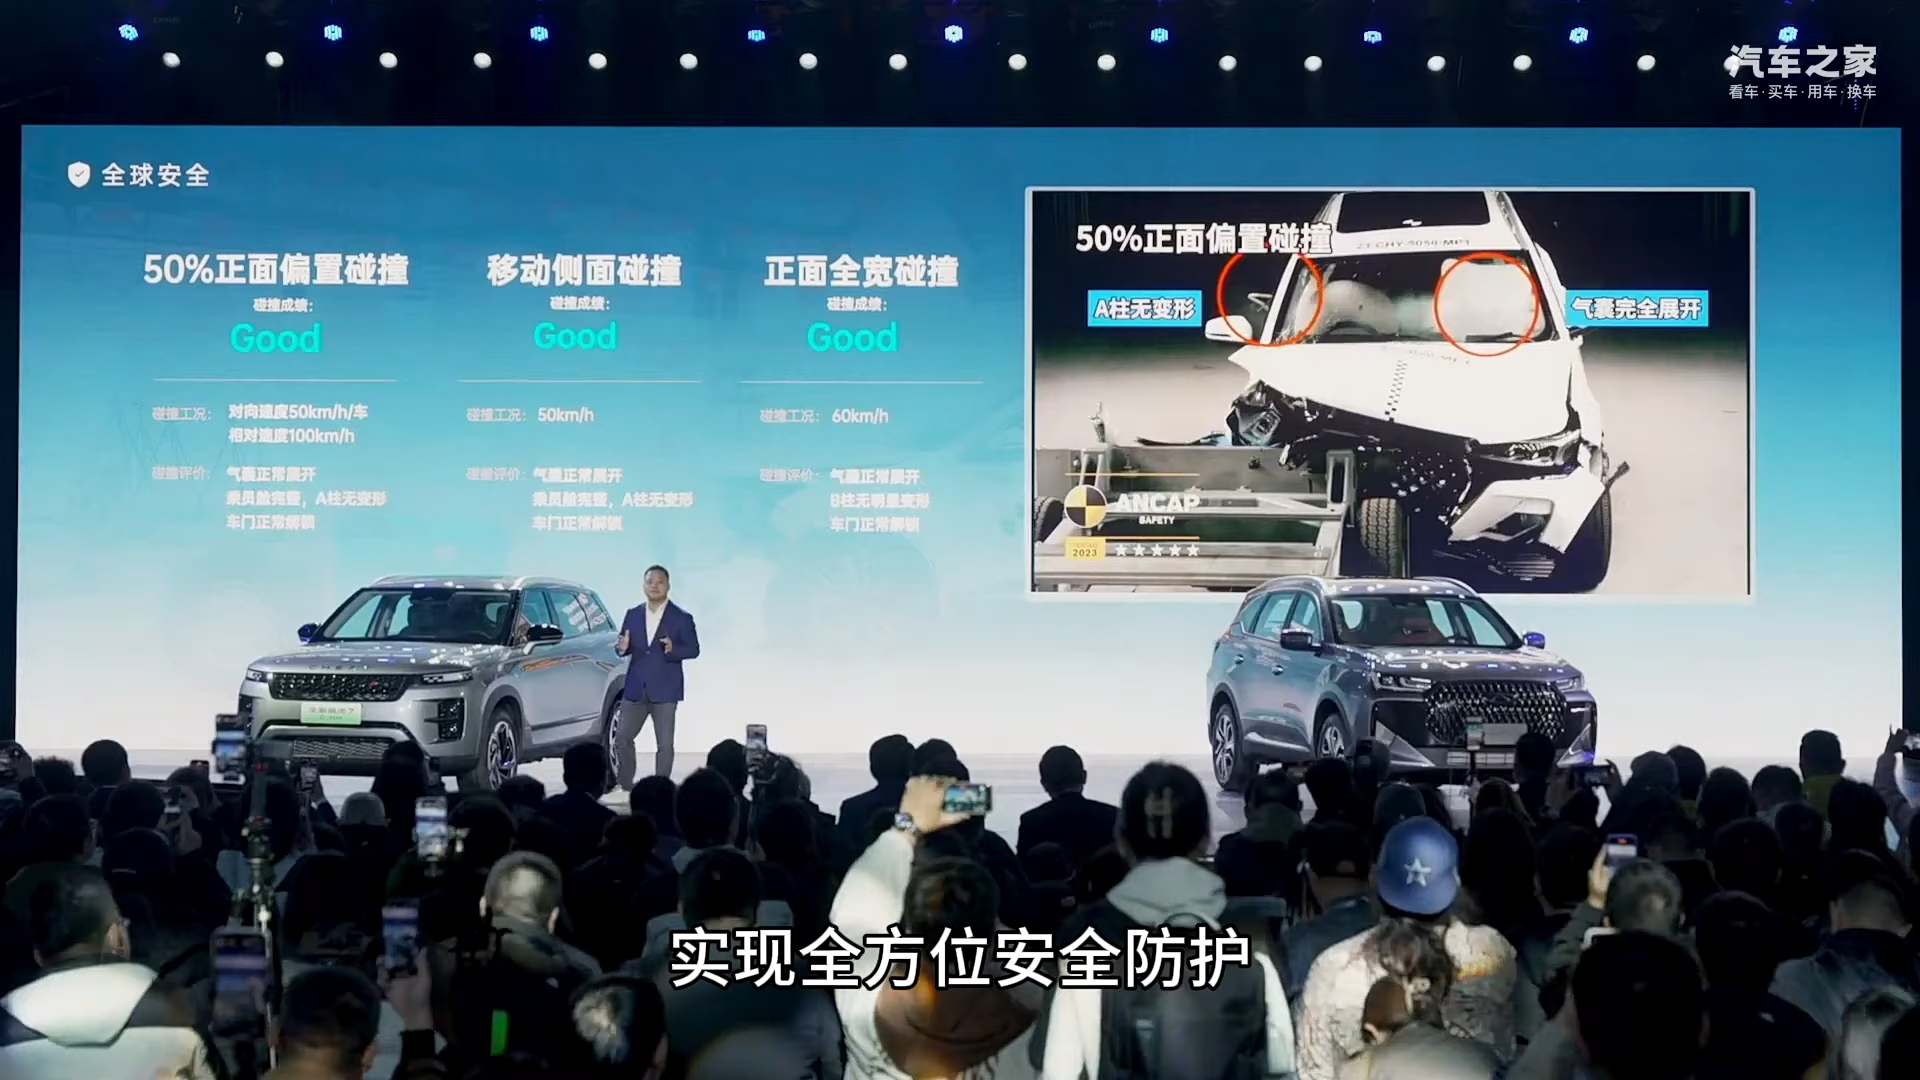 汽车之家
看车·买车·用车·换车
全球安全
50%正面偏置碰撞
碰撞成绩:
Good
碰撞工况: 对向速度50km/h/车
相对速度100km/h
碰撞评价: 气囊正常展开
乘员舱完整，A柱无变形
车门正常解锁
移动侧面碰撞
碰撞成绩:
Good
碰撞工况: 50km/h
碰撞评价: 气囊正常展开
乘员舱完整，A柱无变形
车门正常解锁
正面全宽碰撞
碰撞成绩:
Good
碰撞工况: 60km/h
碰撞评价: 气囊正常展开
B柱无明显变形
车门正常解锁
50%正面偏置碰撞
A柱无变形
气囊完全展开
ANCAP
SAFETY
2023
CHERY
实现全方位安全防护